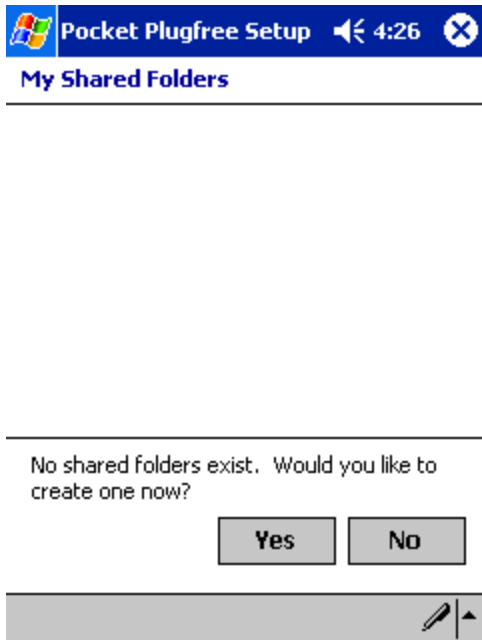 Pocket Plugfree Setup 4:26
My Shared Folders
No shared folders exist. Would you like to
create one now?
Yes No